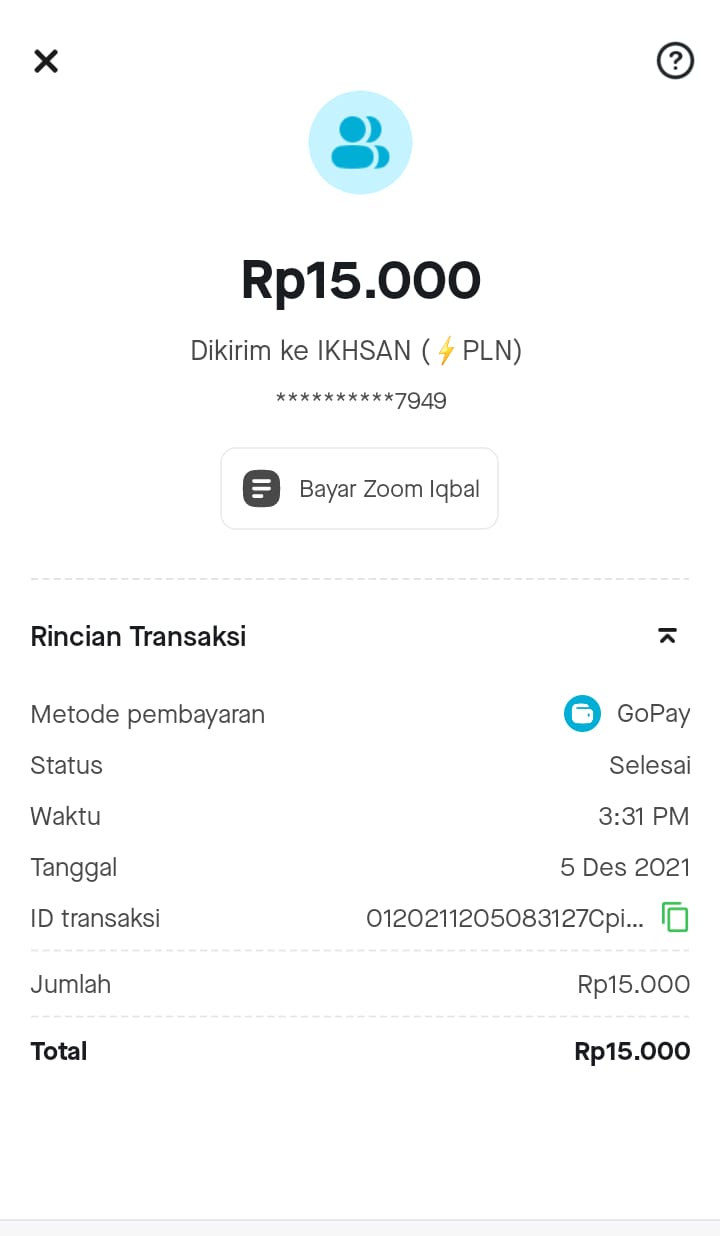 Rp15.000
Dikirim ke IKHSAN (⚡PLN)
**********7949
Bayar Zoom Iqbal
Rincian Transaksi
Metode pembayaran GoPay
Status Selesai
Waktu 3:31 PM
Tanggal 5 Des 2021
ID transaksi 0120211205083127Cpi...
Jumlah Rp15.000
Total Rp15.000